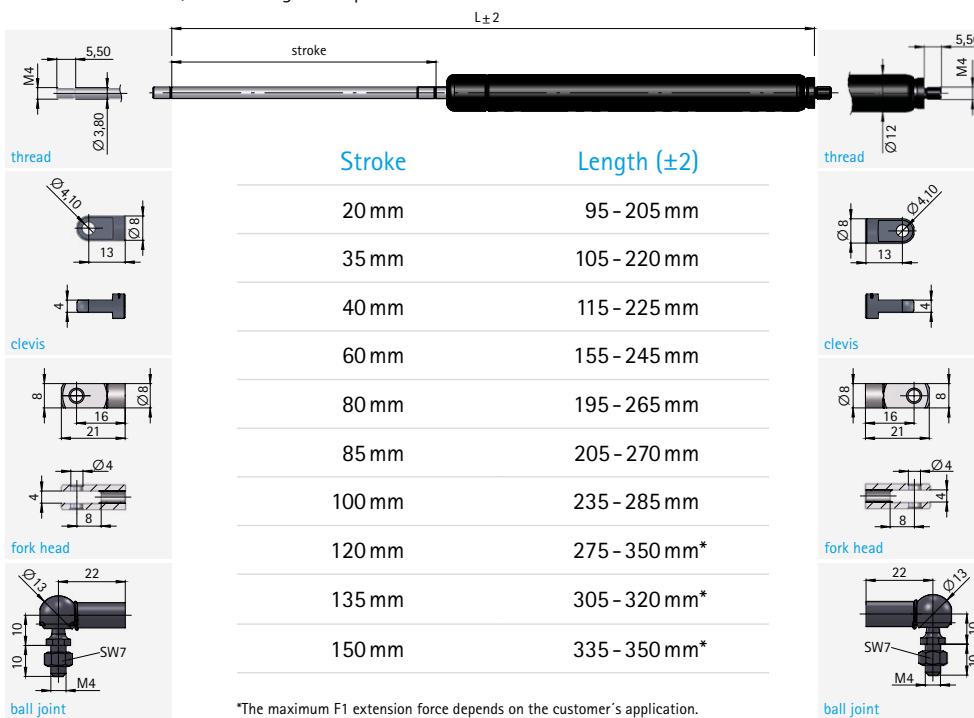 L±2
stroke
5,50
M4
Ø 3,80
thread
5,50
M4
Ø 12
thread
Stroke Length (±2)
20 mm 95 - 205 mm
35 mm 105 - 220 mm
40 mm 115 - 225 mm
60 mm 155 - 245 mm
80 mm 195 - 265 mm
85 mm 205 - 270 mm
100 mm 235 - 285 mm
120 mm 275 - 350 mm*
135 mm 305 - 320 mm*
150 mm 335 - 350 mm*
*The maximum F1 extension force depends on the customer´s application.
Ø 4,10
Ø 8
13
4
clevis
8
Ø 8
16
21
Ø 4
4
8
fork head
Ø 13
22
10
10
SW7
M4
ball joint
Ø 4,10
Ø 8
13
4
clevis
Ø 8
8
16
21
Ø 4
4
8
fork head
22
Ø 13
10
10
SW7
M4
ball joint